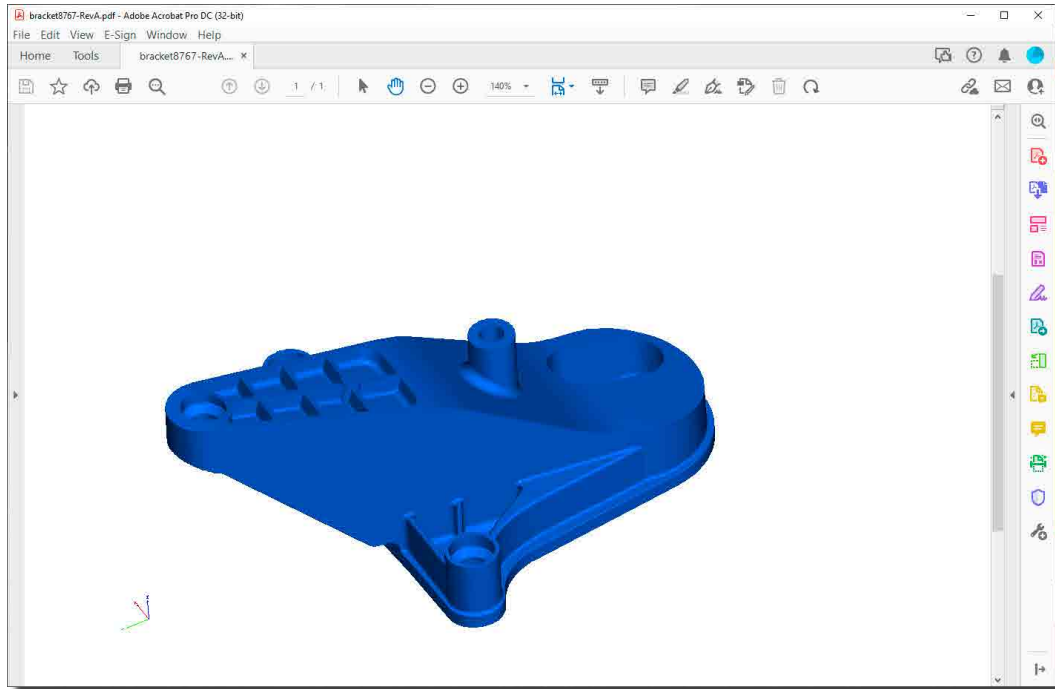 bracket8767-RevA.pdf - Adobe Acrobat Pro DC (32-bit)
File Edit View E-Sign Window Help
Home Tools bracket8767-RevA.... ×
1 / 1 140%